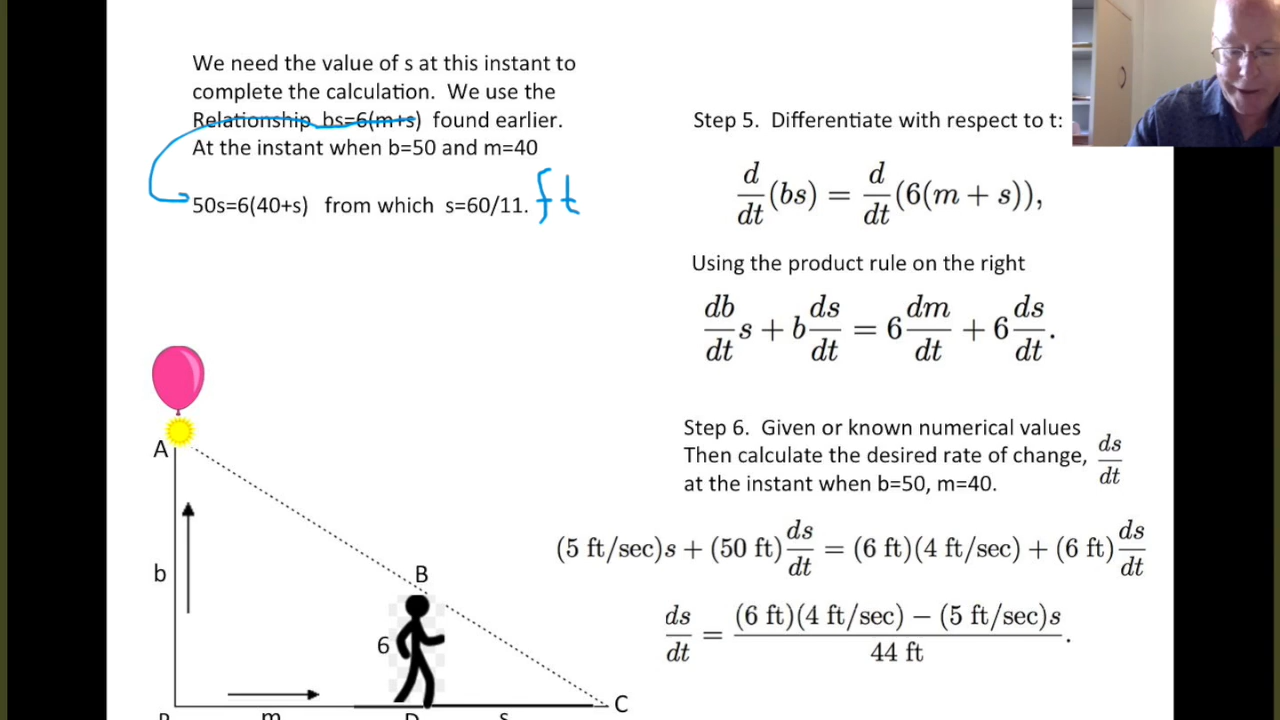 We need the value of s at this instant to
complete the calculation. We use the
Relationship bs=6(m+s) found earlier.
At the instant when b=50 and m=40
50s=6(40+s) from which s=60/11. ft
Step 5. Differentiate with respect to t:
d/dt (bs) = d/dt (6(m + s)),
Using the product rule on the right
db/dt s + b ds/dt = 6 dm/dt + 6 ds/dt.
Step 6. Given or known numerical values
Then calculate the desired rate of change, ds/dt
at the instant when b=50, m=40.
(5 ft/sec)s + (50 ft) ds/dt = (6 ft)(4 ft/sec) + (6 ft) ds/dt
ds/dt = (6 ft)(4 ft/sec) − (5 ft/sec)s / 44 ft .
A
b
B
6
C
m
s